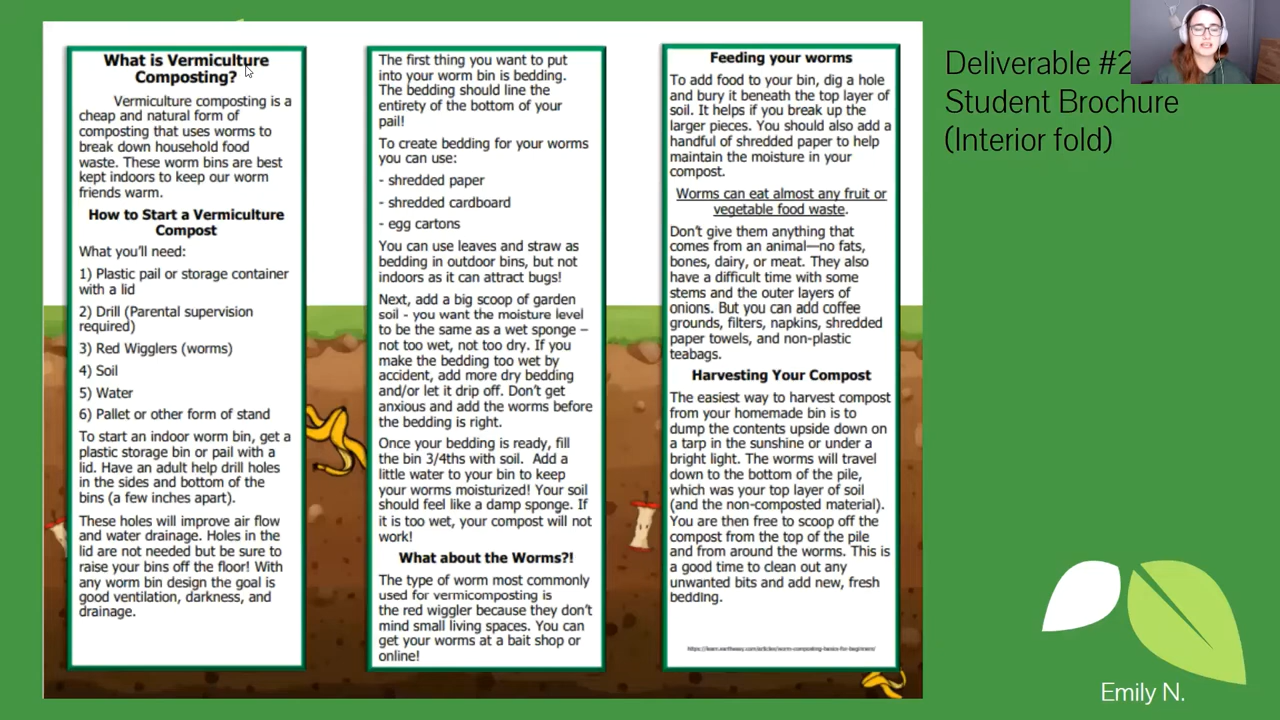 What is Vermiculture
Composting?
Vermiculture composting is a
cheap and natural form of
composting that uses worms to
break down household food
waste. These worm bins are best
kept indoors to keep our worm
friends warm.
How to Start a Vermiculture
Compost
What you'll need:
1) Plastic pail or storage container
with a lid
2) Drill (Parental supervision
required)
3) Red Wigglers (worms)
4) Soil
5) Water
6) Pallet or other form of stand
To start an indoor worm bin, get a
plastic storage bin or pail with a
lid. Have an adult help drill holes
in the sides and bottom of the
bins (a few inches apart).
These holes will improve air flow
and water drainage. Holes in the
lid are not needed but be sure to
raise your bins off the floor! With
any worm bin design the goal is
good ventilation, darkness, and
drainage.
The first thing you want to put
into your worm bin is bedding.
The bedding should line the
entirety of the bottom of your
pail!
To create bedding for your worms
you can use:
- shredded paper
- shredded cardboard
- egg cartons
You can use leaves and straw as
bedding in outdoor bins, but not
indoors as it can attract bugs!
Next, add a big scoop of garden
soil - you want the moisture level
to be the same as a wet sponge –
not too wet, not too dry. If you
make the bedding too wet by
accident, add more dry bedding
and/or let it drip off. Don't get
anxious and add the worms before
the bedding is right.
Once your bedding is ready, fill
the bin 3/4ths with soil. Add a
little water to your bin to keep
your worms moisturized! Your soil
should feel like a damp sponge. If
it is too wet, your compost will not
work!
What about the Worms?!
The type of worm most commonly
used for vermicomposting is
the red wiggler because they don't
mind small living spaces. You can
get your worms at a bait shop or
online!
Feeding your worms
To add food to your bin, dig a hole
and bury it beneath the top layer of
soil. It helps if you break up the
larger pieces. You should also add a
handful of shredded paper to help
maintain the moisture in your
compost.
Worms can eat almost any fruit or
vegetable food waste.
Don't give them anything that
comes from an animal—no fats,
bones, dairy, or meat. They also
have a difficult time with some
stems and the outer layers of
onions. But you can add coffee
grounds, filters, napkins, shredded
paper towels, and non-plastic
teabags.
Harvesting Your Compost
The easiest way to harvest compost
from your homemade bin is to
dump the contents upside down on
a tarp in the sunshine or under a
bright light. The worms will travel
down to the bottom of the pile,
which was your top layer of soil
(and the non-composted material).
You are then free to scoop off the
compost from the top of the pile
and from around the worms. This is
a good time to clean out any
unwanted bits and add new, fresh
bedding.
https://learn.eartheasy.com/articles/worm-composting-basics-for-beginners/
Deliverable #2
Student Brochure
(Interior fold)
Emily N.